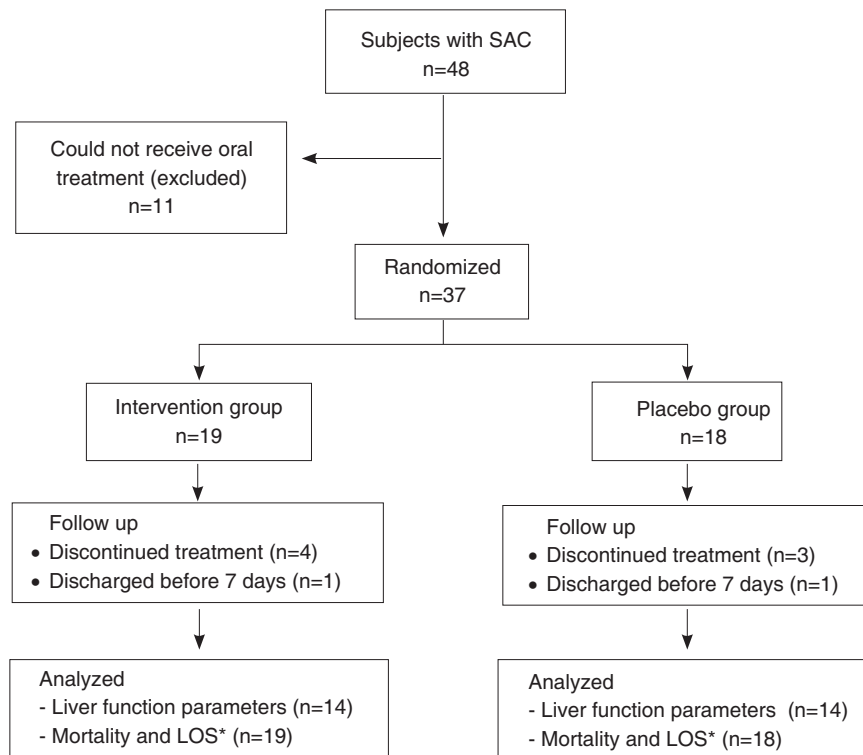 Subjects with SAC
n=48
Could not receive oral
treatment (excluded)
n=11
Randomized
n=37
Intervention group
n=19
Placebo group
n=18
Follow up
• Discontinued treatment (n=4)
• Discharged before 7 days (n=1)
Follow up
• Discontinued treatment (n=3)
• Discharged before 7 days (n=1)
Analyzed
- Liver function parameters (n=14)
- Mortality and LOS* (n=19)
Analyzed
- Liver function parameters (n=14)
- Mortality and LOS* (n=18)